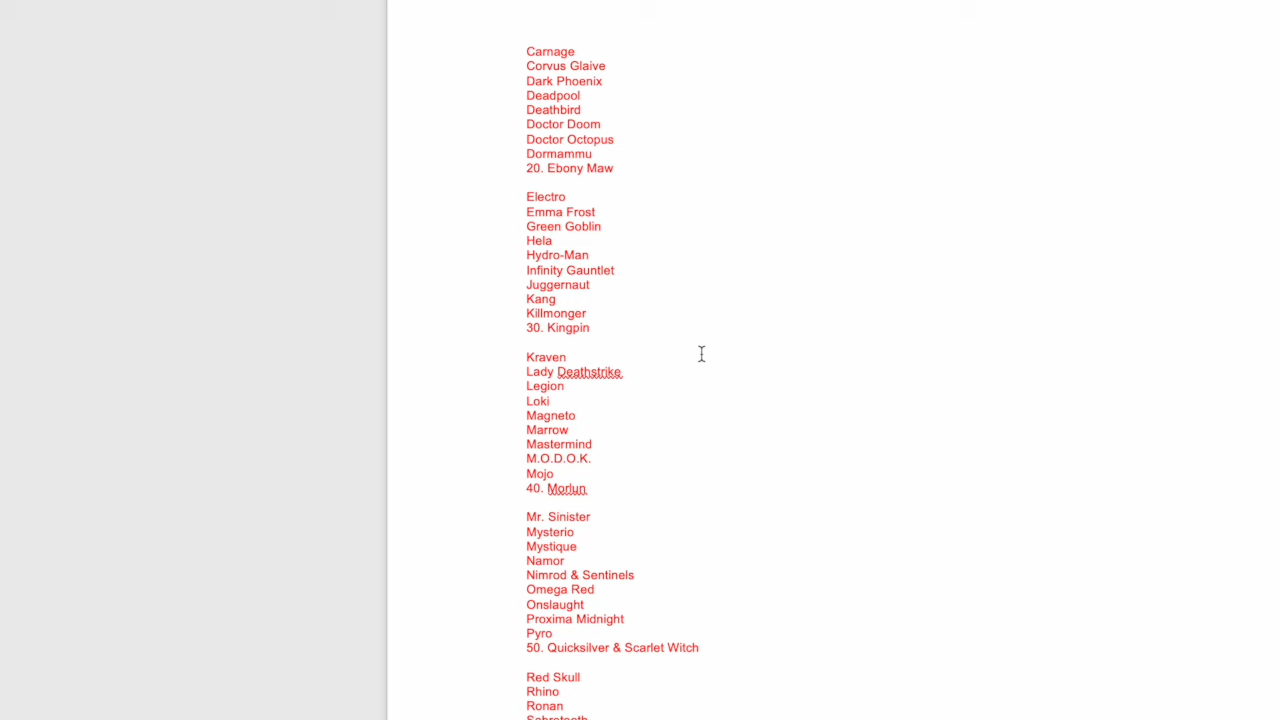 Carnage
Corvus Glaive
Dark Phoenix
Deadpool
Deathbird
Doctor Doom
Doctor Octopus
Dormammu
20. Ebony Maw
Electro
Emma Frost
Green Goblin
Hela
Hydro-Man
Infinity Gauntlet
Juggernaut
Kang
Killmonger
30. Kingpin
Kraven
Lady Deathstrike
Legion
Loki
Magneto
Marrow
Mastermind
M.O.D.O.K.
Mojo
40. Morlun
Mr. Sinister
Mysterio
Mystique
Namor
Nimrod & Sentinels
Omega Red
Onslaught
Proxima Midnight
Pyro
50. Quicksilver & Scarlet Witch
Red Skull
Rhino
Ronan